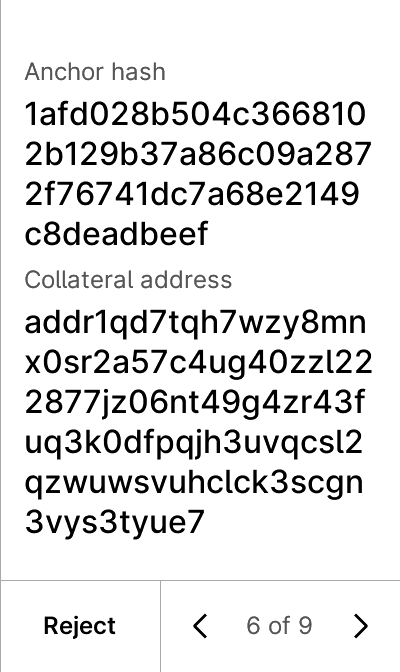 Anchor hash
1afd028b504c366810
2b129b37a86c09a287
2f76741dc7a68e2149
c8deadbeef
Collateral address
addr1qd7tqh7wzy8mn
x0sr2a57c4ug40zzl22
2877jz06nt49g4zr43f
uq3k0dfpqjh3uvqcsl2
qzwuwsvuhclck3scgn
3vys3tyue7
Reject
6 of 9